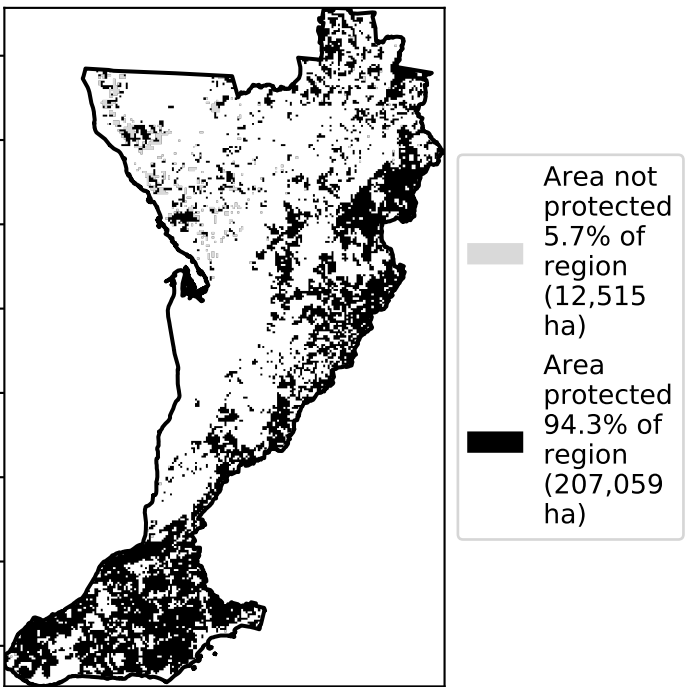 Area not
protected
5.7% of
region
(12,515
ha)
Area
protected
94.3% of
region
(207,059
ha)